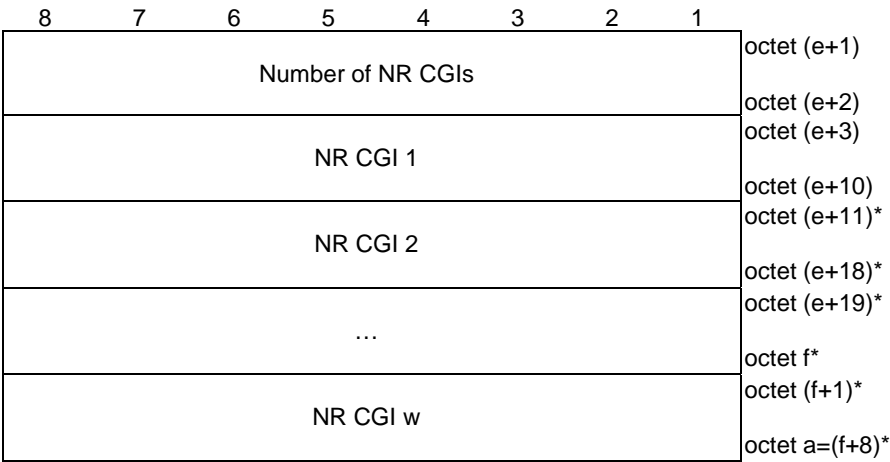 8 7 6 5 4 3 2 1
octet (e+1)
Number of NR CGIs
octet (e+2)
octet (e+3)
NR CGI 1
octet (e+10)
octet (e+11)*
NR CGI 2
octet (e+18)*
octet (e+19)*
…
octet f*
octet (f+1)*
NR CGI w
octet a=(f+8)*